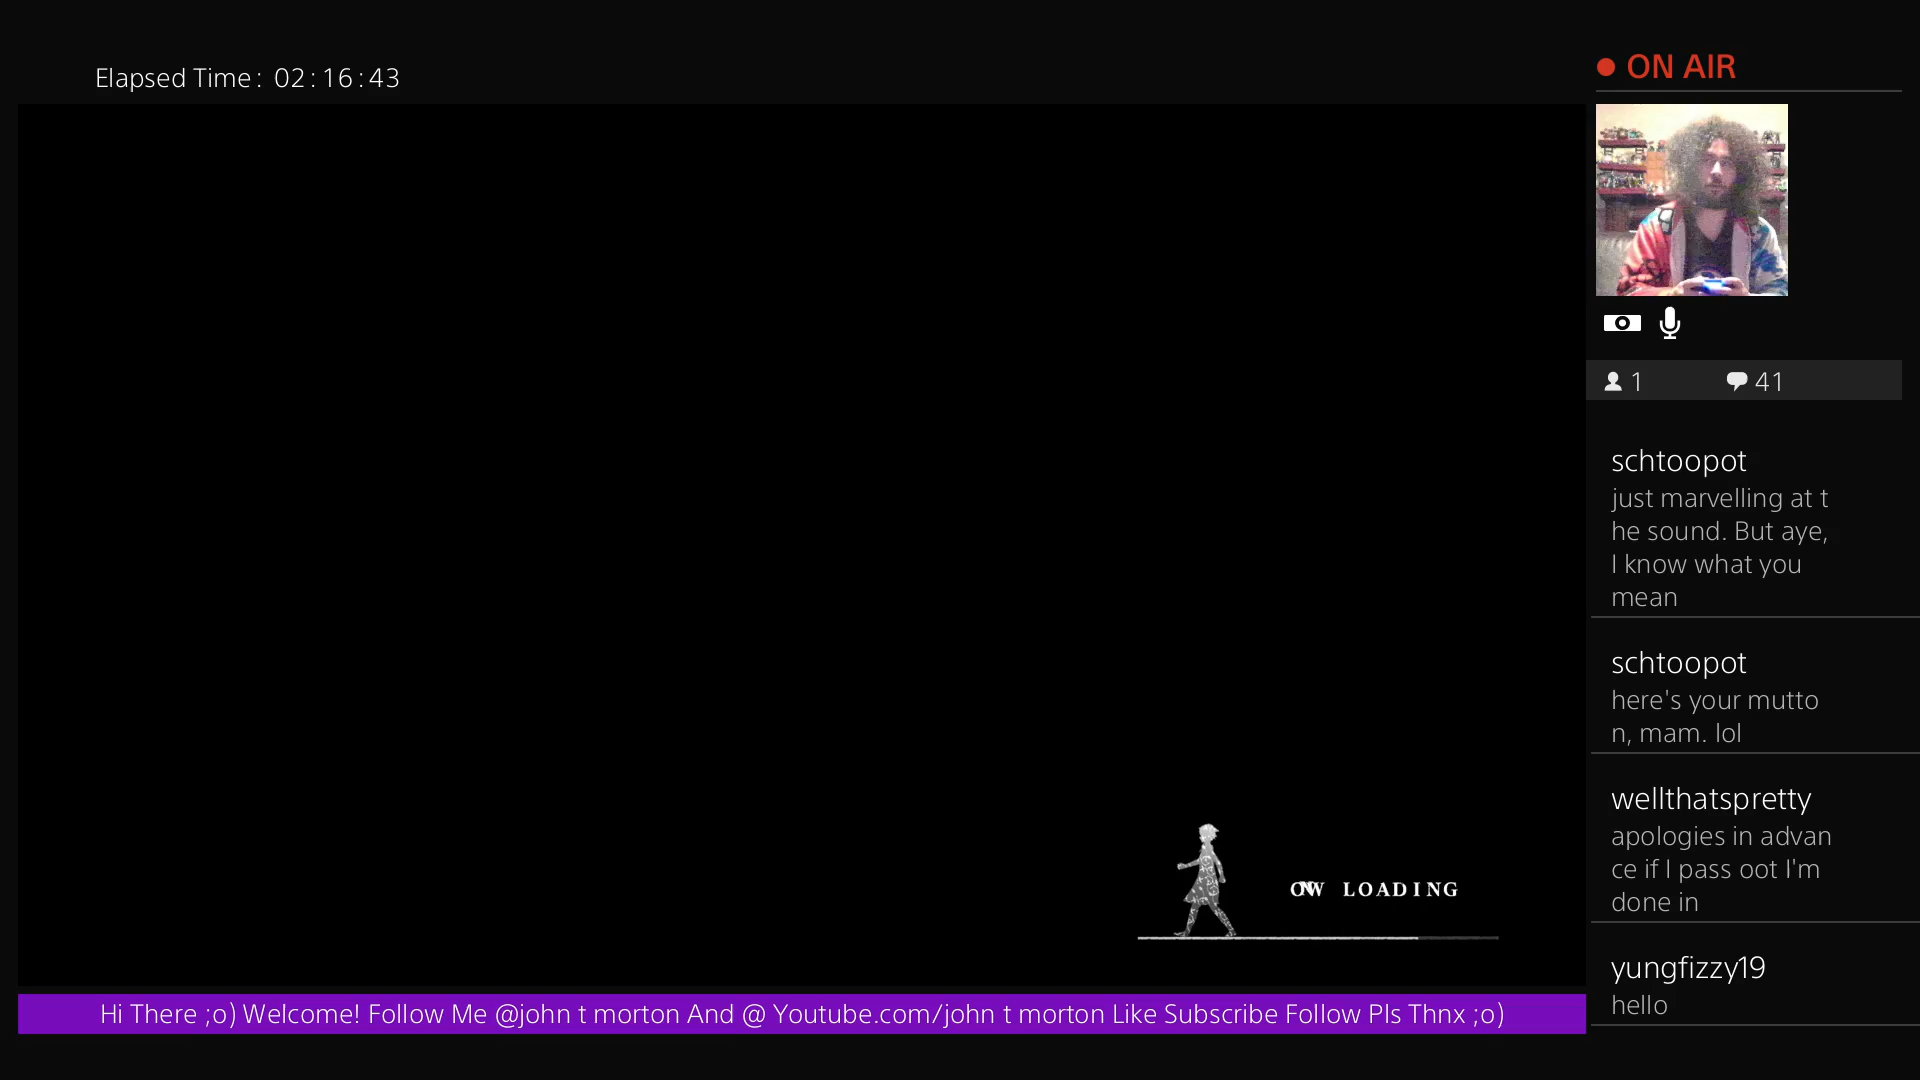 Elapsed Time: 02:16:43
ON AIR
1 41
schtoopot
just marvelling at t
he sound. But aye,
I know what you
mean
schtoopot
here's your mutto
n, mam. lol
wellthatspretty
apologies in advan
ce if I pass oot I'm
done in
yungfizzy19
hello
NOW LOADING
Hi There ;o) Welcome! Follow Me @john t morton And @ Youtube.com/john t morton Like Subscribe Follow Pls Thnx ;o)